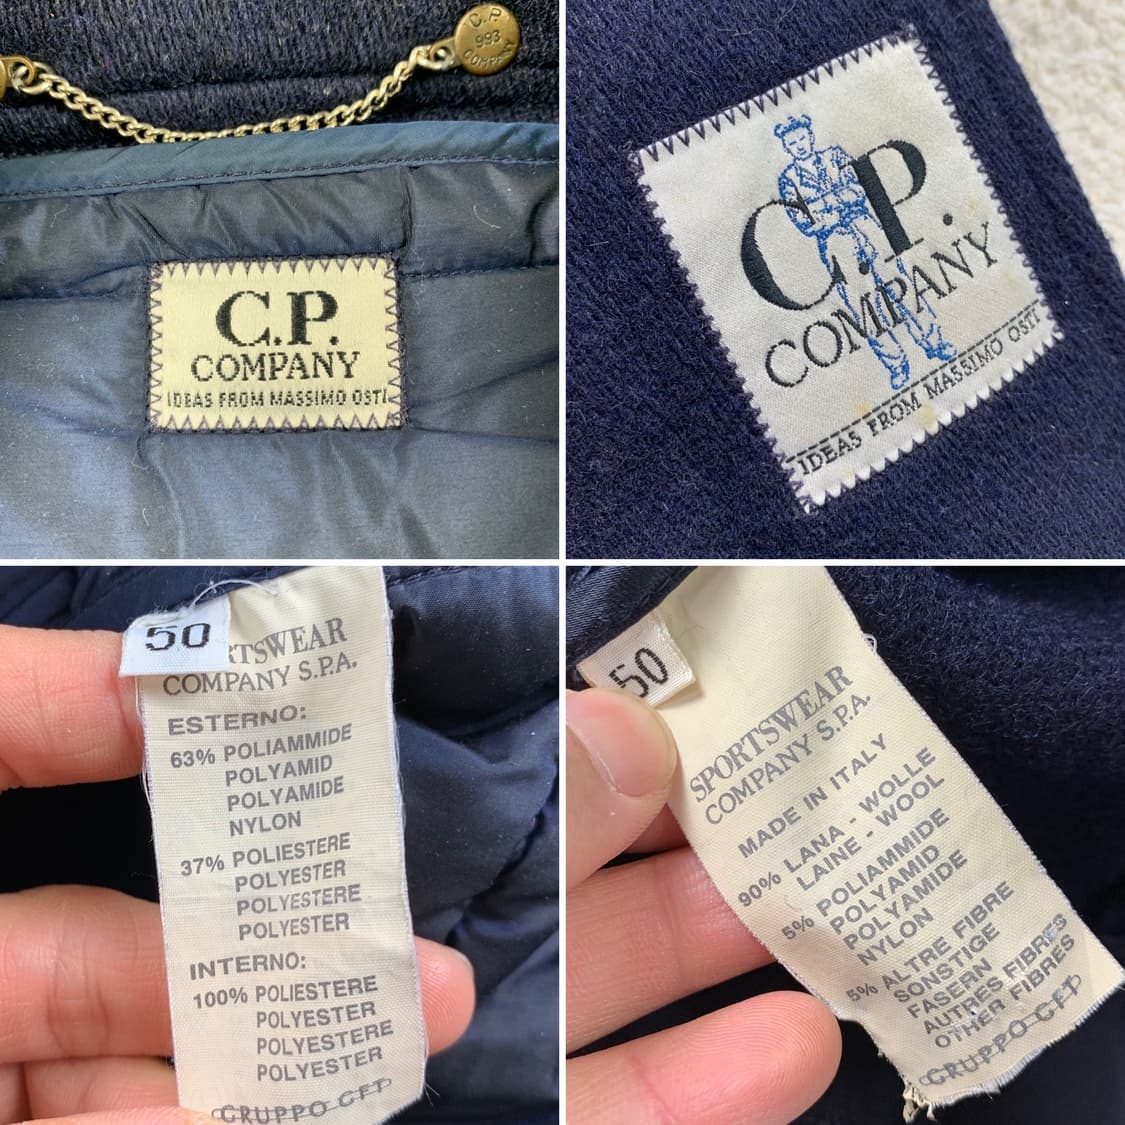 C.P.
993
COMPANY
C.P.
COMPANY
IDEAS FROM MASSIMO OSTI
C.P.
COMPANY
IDEAS FROM MASSIMO OSTI
50
RTSWEAR
COMPANY S.P.A.
ESTERNO:
63% POLIAMMIDE
POLYAMID
POLYAMIDE
NYLON
37% POLIESTERE
POLYESTER
POLYESTERE
POLYESTER
INTERNO:
100% POLIESTERE
POLYESTER
POLYESTERE
POLYESTER
GRUPPO GFT
50
SPORTSWEAR
COMPANY S.P.A.
MADE IN ITALY
90% LANA - WOLLE
LAINE - WOOL
5% POLIAMMIDE
POLYAMID
POLYAMIDE
NYLON
5% ALTRE FIBRE
SONSTIGE
FASERN
AUTRES FIBRES
OTHER FIBRES
GRUPPO GFT